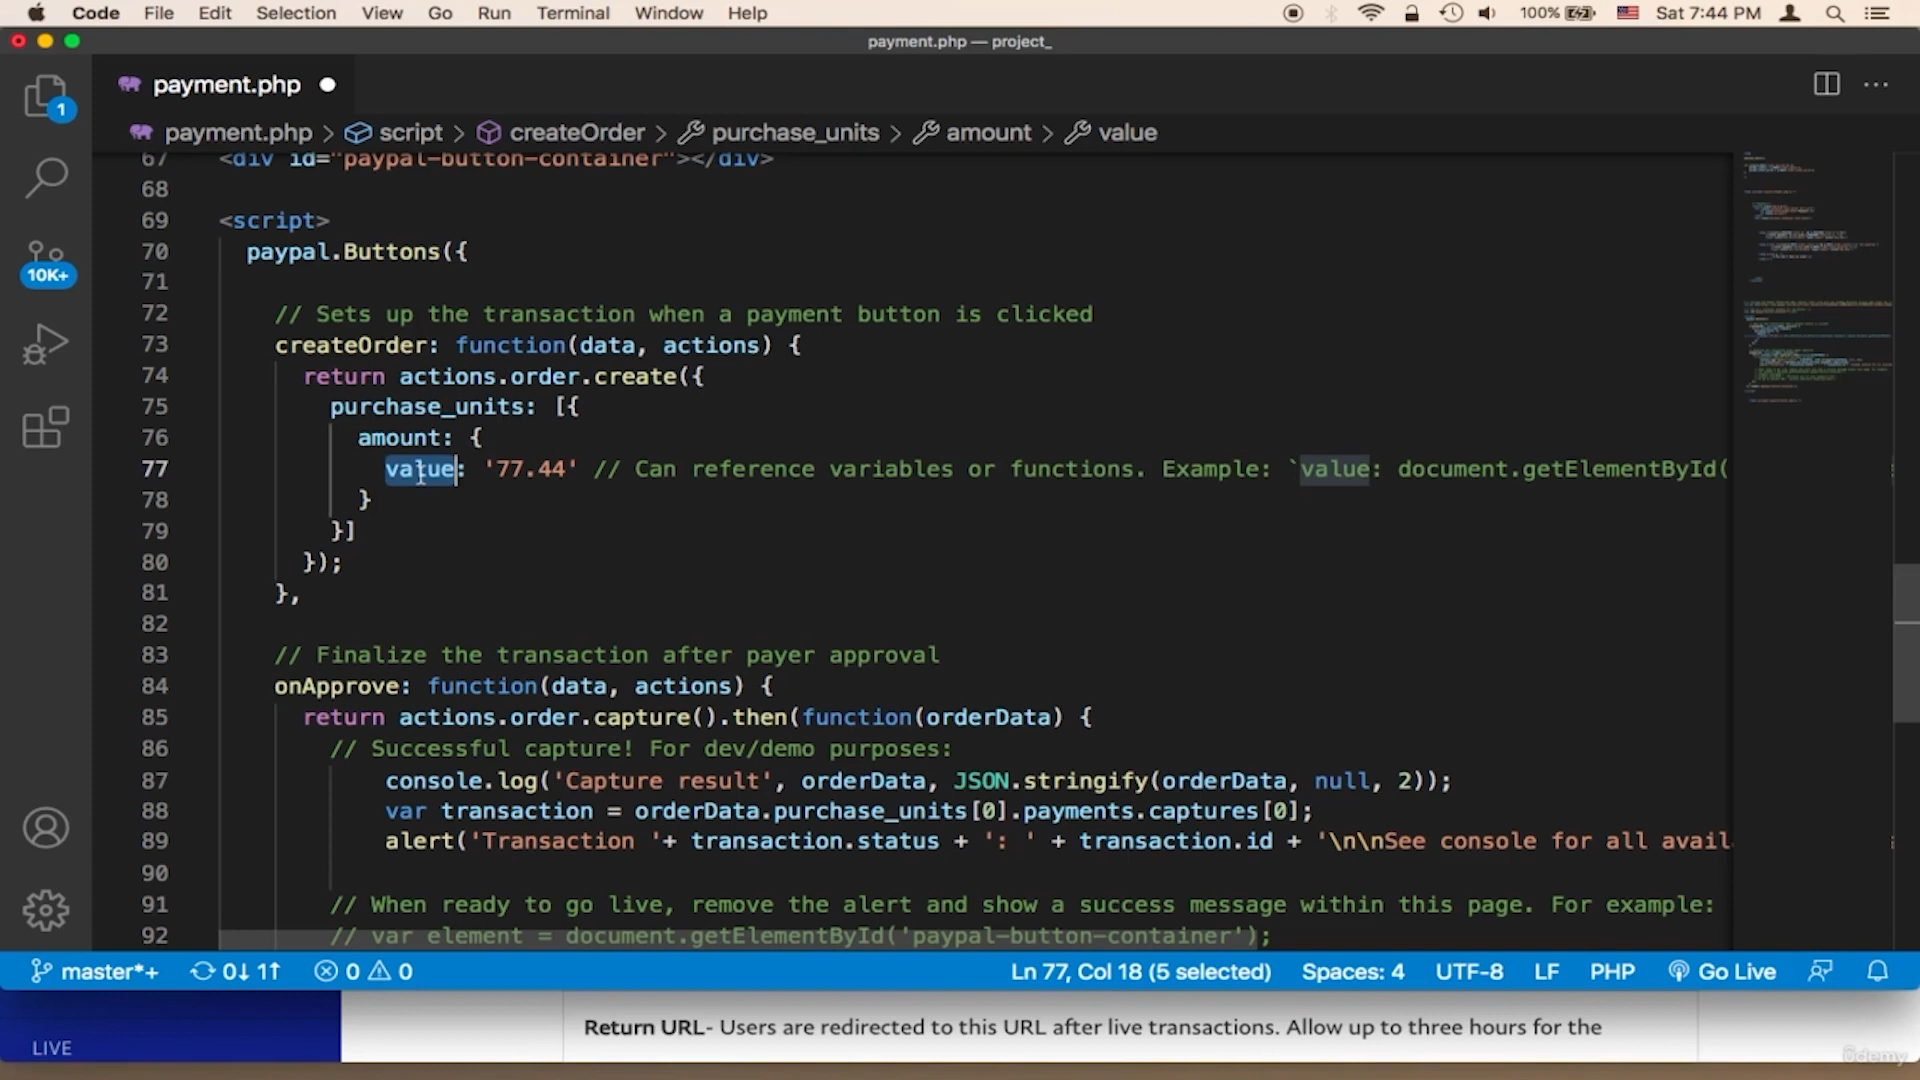 Code File Edit Selection View Go Run Terminal Window Help 100% Sat 7:44 PM
payment.php — project_
payment.php
1
payment.php > script > createOrder > purchase_units > amount > value
67 <div id="paypal-button-container"></div>
68
69 <script>
70 paypal.Buttons({
71
72 // Sets up the transaction when a payment button is clicked
73 createOrder: function(data, actions) {
74 return actions.order.create({
75 purchase_units: [{
76 amount: {
77 value: '77.44' // Can reference variables or functions. Example: `value: document.getElementById(
78 }
79 }]
80 });
81 },
82
83 // Finalize the transaction after payer approval
84 onApprove: function(data, actions) {
85 return actions.order.capture().then(function(orderData) {
86 // Successful capture! For dev/demo purposes:
87 console.log('Capture result', orderData, JSON.stringify(orderData, null, 2));
88 var transaction = orderData.purchase_units[0].payments.captures[0];
89 alert('Transaction '+ transaction.status + ': ' + transaction.id + '\n\nSee console for all avail
90
91 // When ready to go live, remove the alert and show a success message within this page. For example:
92 // var element = document.getElementById('paypal-button-container');
10K+
master*+ 0↓ 1↑ 0 0 Ln 77, Col 18 (5 selected) Spaces: 4 UTF-8 LF PHP Go Live
LIVE
Return URL- Users are redirected to this URL after live transactions. Allow up to three hours for the
ûdemy